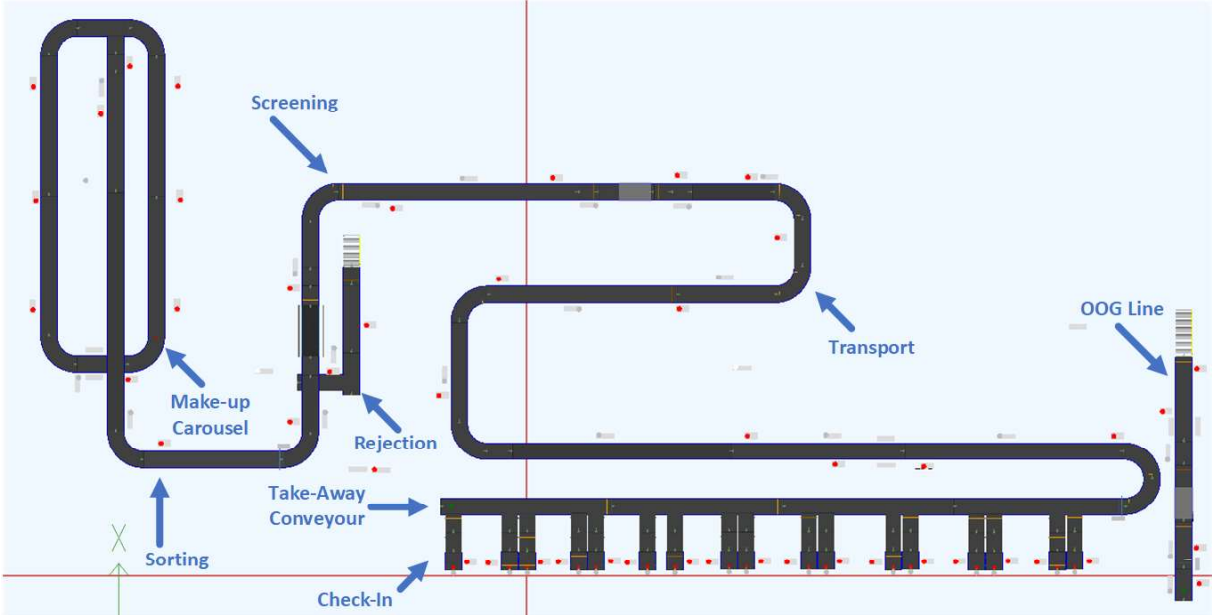 Screening
OOG Line
Transport
Make-up
Carousel
Rejection
Take-Away
Conveyour
Sorting
X
Check-In